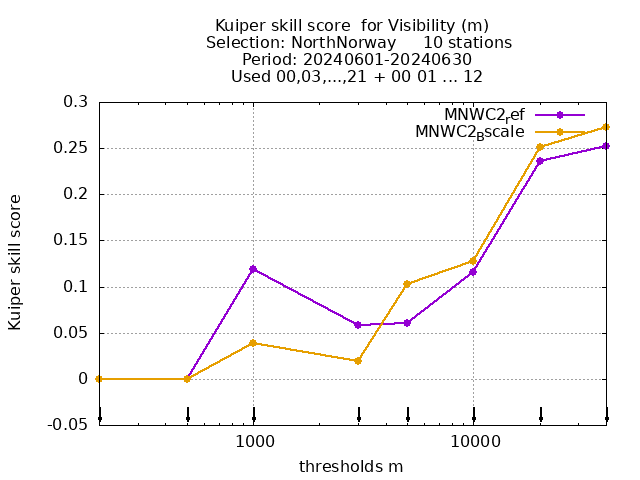 Kuiper skill score  for Visibility (m)
Selection: NorthNorway     10 stations
Period: 20240601-20240630
Used 00,03,...,21 + 00 01 ... 12
0.3
0.25
0.2
0.15
0.1
0.05
0
-0.05
Kuiper skill score
MNWC2ref
MNWC2Bscale
1000
10000
thresholds m